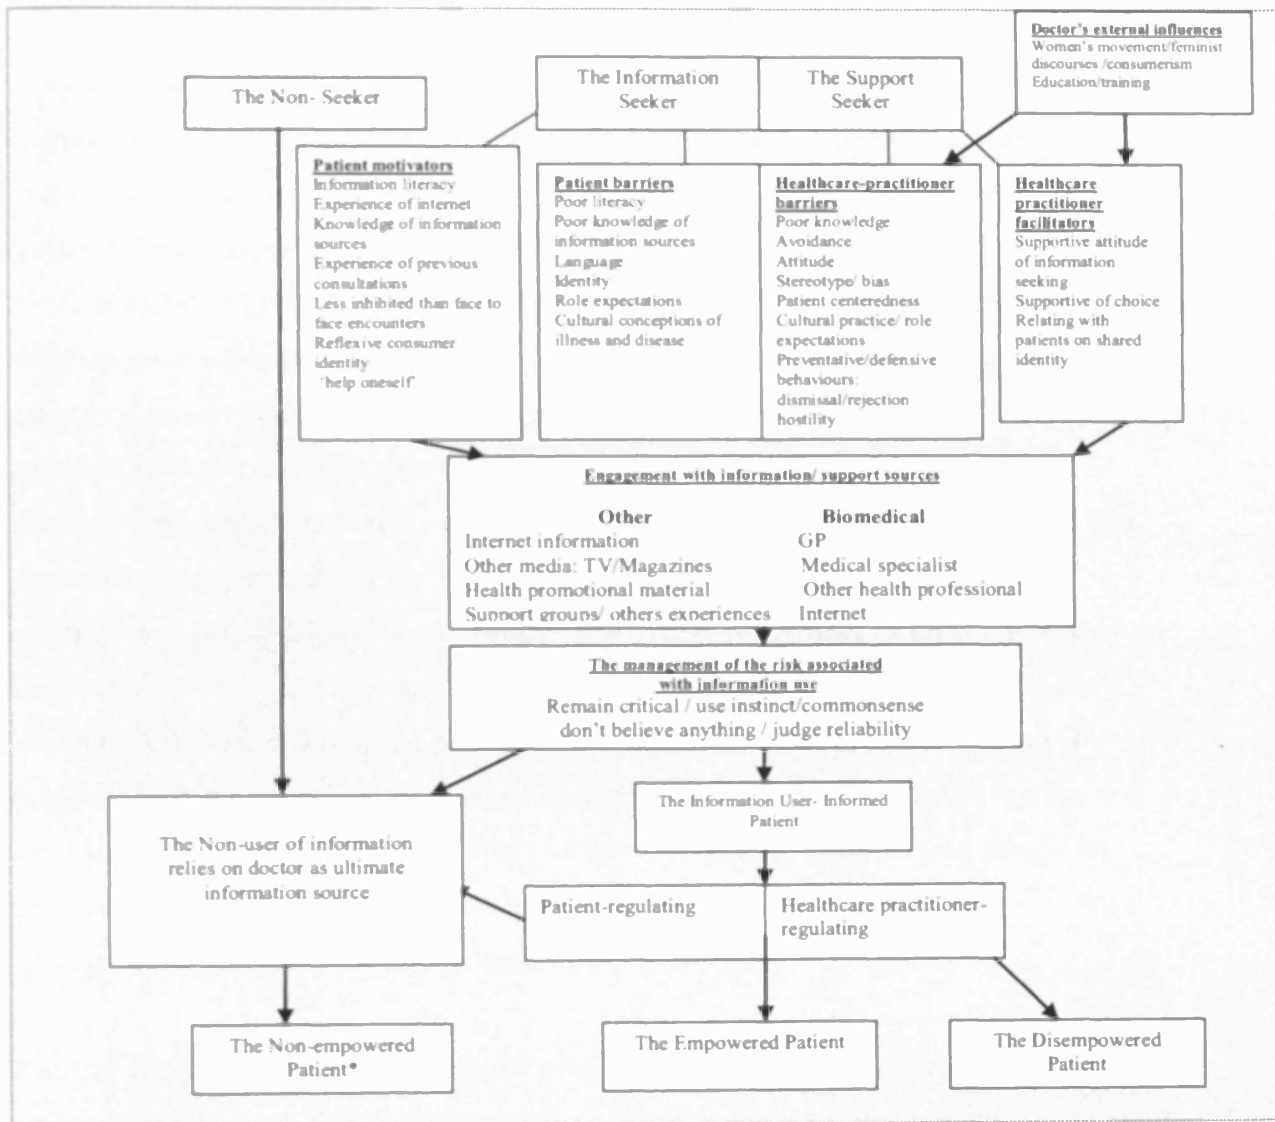 Doctor's external influences
Women's movement/feminist
discourses /consumerism
Education/training
The Non- Seeker
The Information
Seeker
The Support
Seeker
Patient motivators
Information literacy
Experience of internet
Knowledge of information
sources
Experience of previous
consultations
Less inhibited than face to
face encounters
Reflexive consumer
identity
'help oneself'
Patient barriers
Poor literacy
Poor knowledge of
information sources
Language
Identity
Role expectations
Cultural conceptions of
illness and disease
Healthcare-practitioner
barriers
Poor knowledge
Avoidance
Attitude
Stereotype/ bias
Patient centeredness
Cultural practice/ role
expectations
Preventative/defensive
behaviours:
dismissal/rejection
hostility
Healthcare
practitioner
facilitators
Supportive attitude
of information
seeking
Supportive of choice
Relating with
patients on shared
identity
Engagement with information/ support sources
Other
Internet information
Other media: TV/Magazines
Health promotional material
Support groups/ others experiences
Biomedical
GP
Medical specialist
Other health professional
Internet
The management of the risk associated
with information use
Remain critical / use instinct/commonsense
don't believe anything / judge reliability
The Information User- Informed
Patient
The Non-user of information
relies on doctor as ultimate
information source
Patient-regulating
Healthcare practitioner-
regulating
The Non-empowered
Patient*
The Empowered Patient
The Disempowered
Patient